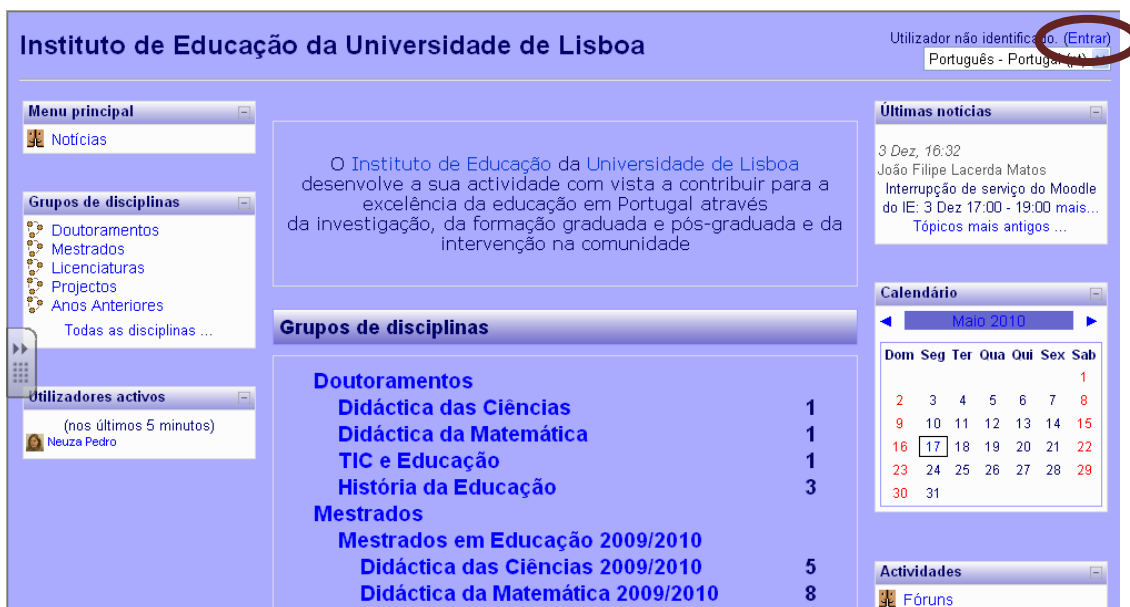 Instituto de Educação da Universidade de Lisboa
Utilizador não identificado. (Entrar)
Português - Portugal (pt)
Menu principal
Notícias
Grupos de disciplinas
Doutoramentos
Mestrados
Licenciaturas
Projectos
Anos Anteriores
Todas as disciplinas ...
Utilizadores activos
(nos últimos 5 minutos)
Neuza Pedro
O Instituto de Educação da Universidade de Lisboa
desenvolve a sua actividade com vista a contribuir para a
excelência da educação em Portugal através
da investigação, da formação graduada e pós-graduada e da
intervenção na comunidade
Grupos de disciplinas
Doutoramentos
Didáctica das Ciências 1
Didáctica da Matemática 1
TIC e Educação 1
História da Educação 3
Mestrados
Mestrados em Educação 2009/2010
Didáctica das Ciências 2009/2010 5
Didáctica da Matemática 2009/2010 8
Últimas notícias
3 Dez, 16:32
João Filipe Lacerda Matos
Interrupção de serviço do Moodle
do IE: 3 Dez 17:00 - 19:00 mais...
Tópicos mais antigos ...
Calendário
Maio 2010
Dom Seg Ter Qua Qui Sex Sab
1
2 3 4 5 6 7 8
9 10 11 12 13 14 15
16 17 18 19 20 21 22
23 24 25 26 27 28 29
30 31
Actividades
Fóruns